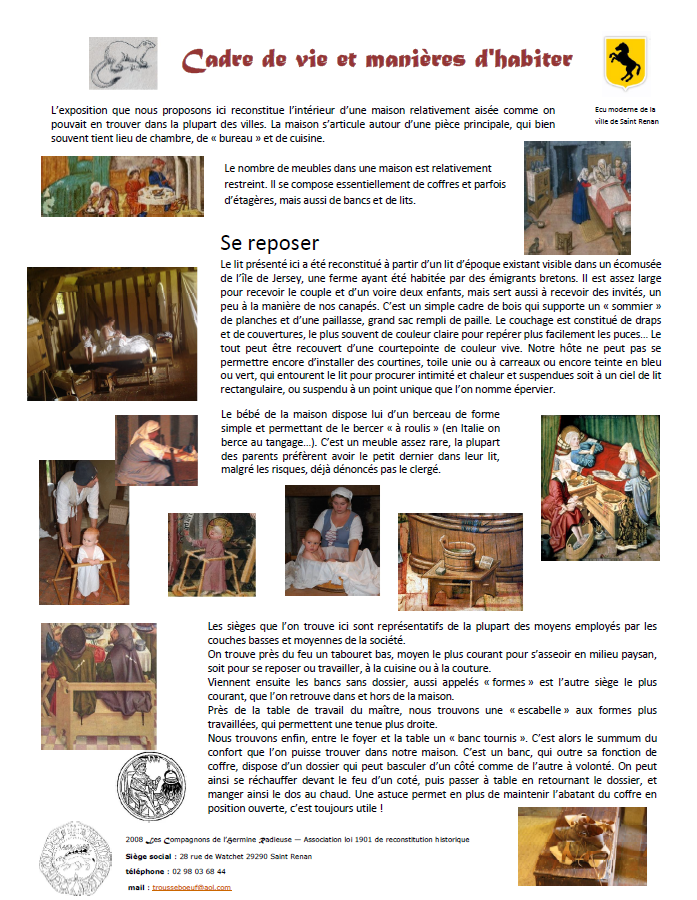 Cadre de vie et manières d'habiter
L'exposition que nous proposons ici reconstitue l'intérieur d'une maison relativement aisée comme on
pouvait en trouver dans la plupart des villes. La maison s'articule autour d'une pièce principale, qui bien
souvent tient lieu de chambre, de « bureau » et de cuisine.
Ecu moderne de la
ville de Saint Renan
Le nombre de meubles dans une maison est relativement
restreint. Il se compose essentiellement de coffres et parfois
d'étagères, mais aussi de bancs et de lits.
Se reposer
Le lit présenté ici a été reconstitué à partir d'un lit d'époque existant visible dans un écomusée
de l'île de Jersey, une ferme ayant été habitée par des émigrants bretons. Il est assez large
pour recevoir le couple et d'un voire deux enfants, mais sert aussi à recevoir des invités, un
peu à la manière de nos canapés. C'est un simple cadre de bois qui supporte un « sommier »
de planches et d'une paillasse, grand sac rempli de paille. Le couchage est constitué de draps
et de couvertures, le plus souvent de couleur claire pour repérer plus facilement les puces... Le
tout peut être recouvert d'une courtepointe de couleur vive. Notre hôte ne peut pas se
permettre encore d'installer des courtines, toile unie ou à carreaux ou encore teinte en bleu
ou vert, qui entourent le lit pour procurer intimité et chaleur et suspendues soit à un ciel de lit
rectangulaire, ou suspendu à un point unique que l'on nomme épervier.
Le bébé de la maison dispose lui d'un berceau de forme
simple et permettant de le bercer « à roulis » (en Italie on
berce au tangage...). C'est un meuble assez rare, la plupart
des parents préfèrent avoir le petit dernier dans leur lit,
malgré les risques, déjà dénoncés pas le clergé.
Les sièges que l'on trouve ici sont représentatifs de la plupart des moyens employés par les
couches basses et moyennes de la société.
On trouve près du feu un tabouret bas, moyen le plus courant pour s'asseoir en milieu paysan,
soit pour se reposer ou travailler, à la cuisine ou à la couture.
Viennent ensuite les bancs sans dossier, aussi appelés « formes » est l'autre siège le plus
courant, que l'on retrouve dans et hors de la maison.
Près de la table de travail du maître, nous trouvons une « escabelle » aux formes plus
travaillées, qui permettent une tenue plus droite.
Nous trouvons enfin, entre le foyer et la table un « banc tournis ». C'est alors le summum du
confort que l'on puisse trouver dans notre maison. C'est un banc, qui outre sa fonction de
coffre, dispose d'un dossier qui peut basculer d'un côté comme de l'autre à volonté. On peut
ainsi se réchauffer devant le feu d'un coté, puis passer à table en retournant le dossier, et
manger ainsi le dos au chaud. Une astuce permet en plus de maintenir l'abatant du coffre en
position ouverte, c'est toujours utile !
2008 Les Compagnons de l'Hermine Radieuse — Association loi 1901 de reconstitution historique
Siège social : 28 rue de Watchet 29290 Saint Renan
téléphone : 02 98 03 68 44
mail : trousseboeuf@aol.com